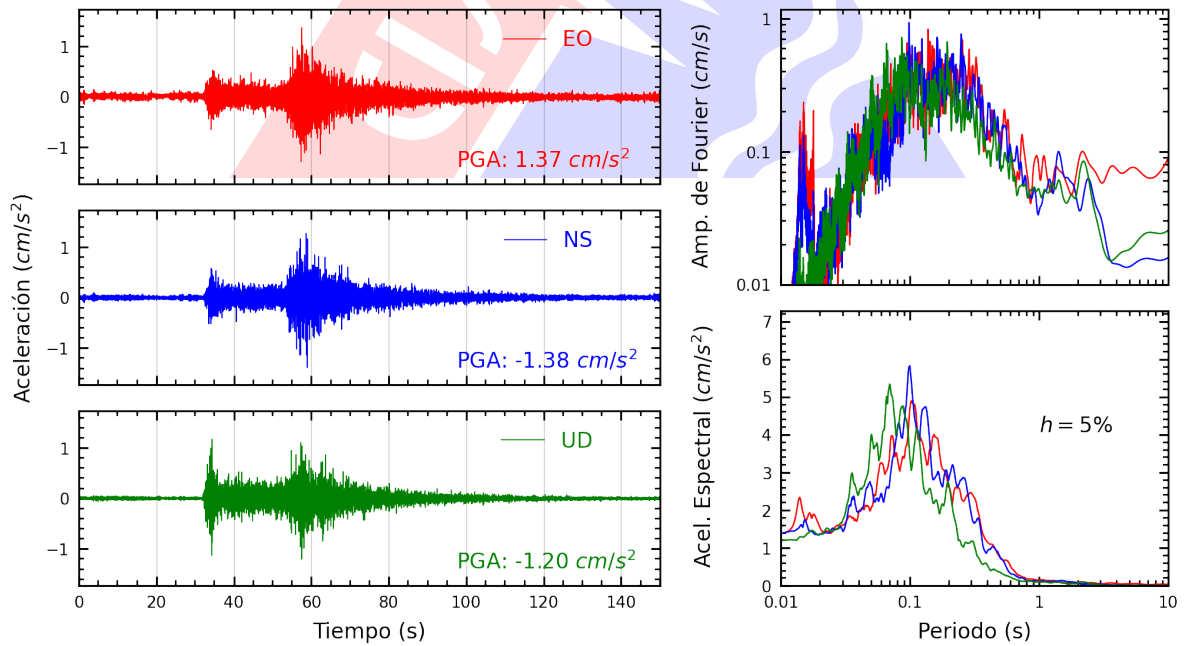 Aceleración (cm/s²)
1
0
−1
EO
PGA: 1.37 cm/s²
1
0
−1
NS
PGA: -1.38 cm/s²
1
0
−1
UD
PGA: -1.20 cm/s²
0 20 40 60 80 100 120 140
Tiempo (s)
Amp. de Fourier (cm/s)
1
0.1
0.01
Acel. Espectral (cm/s²)
7
6
5
4
3
2
1
0
h = 5%
0.01 0.1 1 10
Periodo (s)